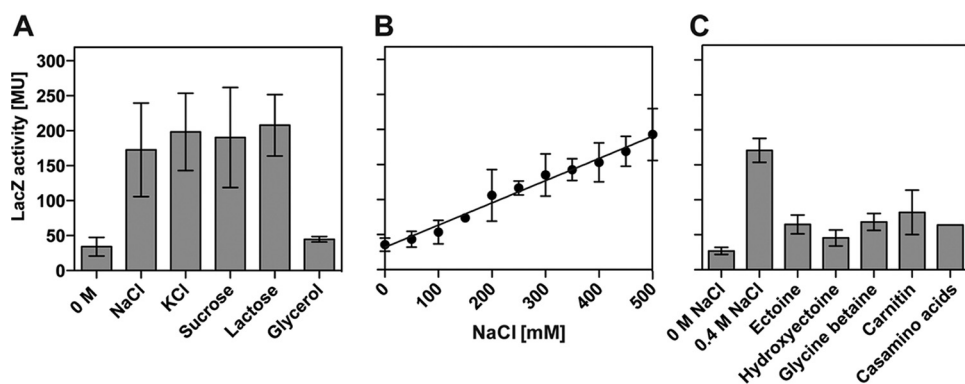 A
B
C
LacZ activity [MU]
300
250
200
150
100
50
0
0 M
NaCl
KCl
Sucrose
Lactose
Glycerol
0
100
200
300
400
500
NaCl [mM]
0 M NaCl
0.4 M NaCl
Ectoine
Hydroxyectoine
Glycine betaine
Carnitin
Casamino acids